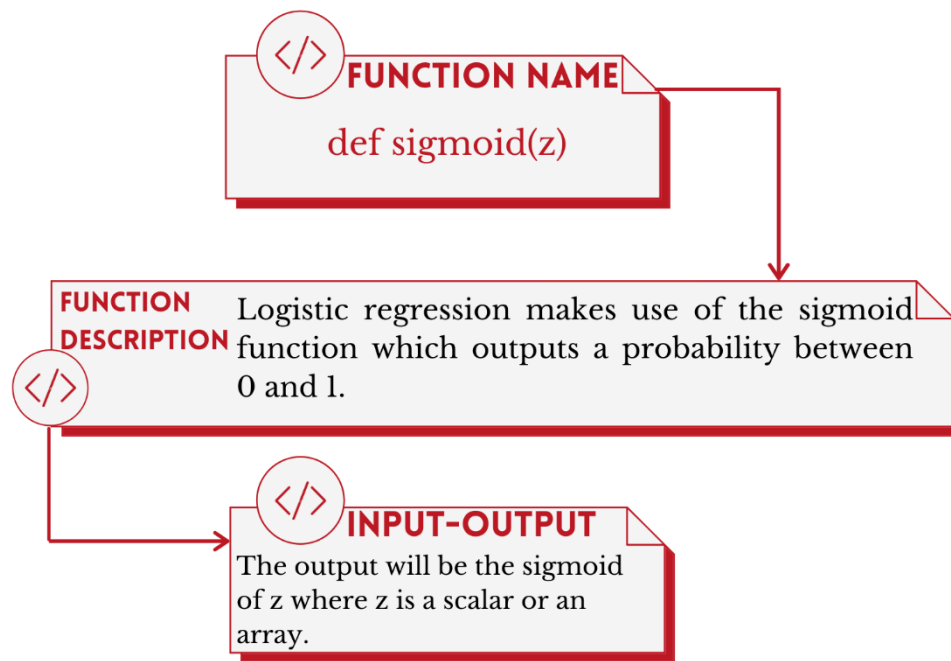 FUNCTION NAME
def sigmoid(z)
FUNCTION
DESCRIPTION
Logistic regression makes use of the sigmoid
function which outputs a probability between
0 and 1.
INPUT-OUTPUT
The output will be the sigmoid
of z where z is a scalar or an
array.